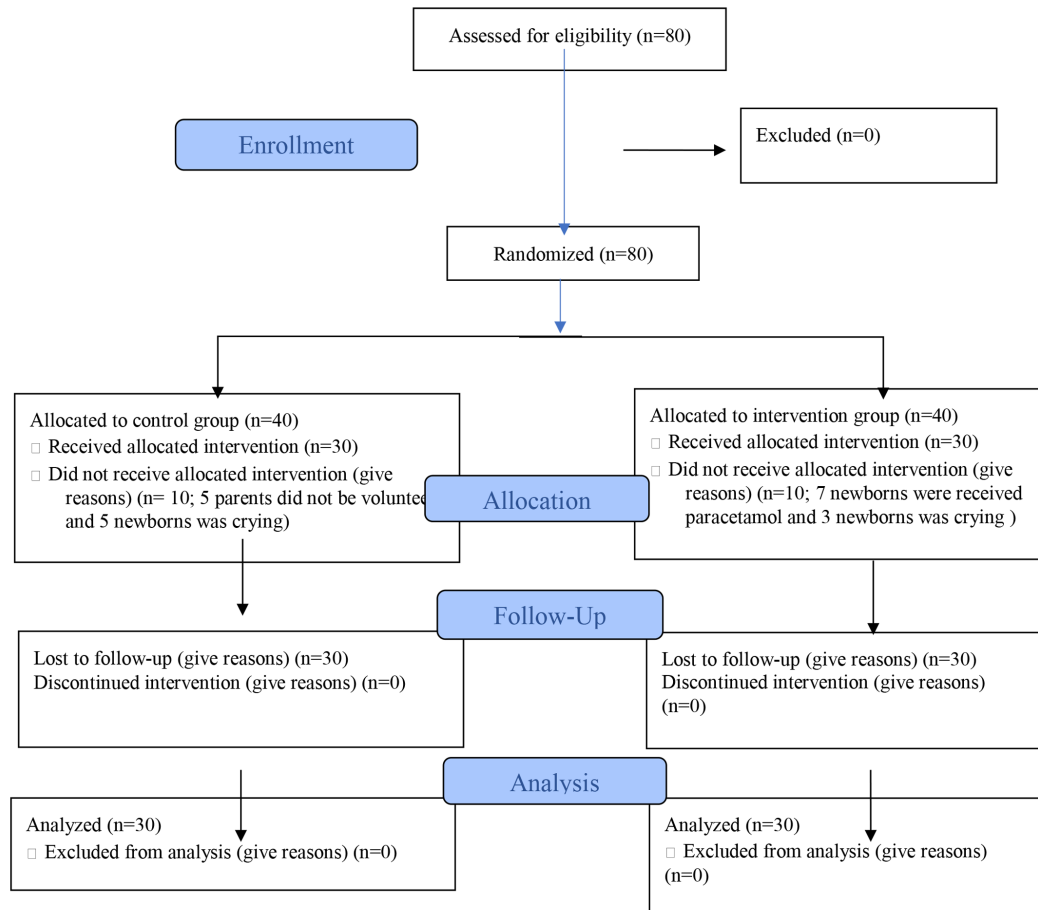 Assessed for eligibility (n=80)
Enrollment
Excluded (n=0)
Randomized (n=80)
Allocated to control group (n=40)
Received allocated intervention (n=30)
Did not receive allocated intervention (give
reasons) (n= 10; 5 parents did not be
and 5 newborns was crying)
Allocated to intervention group (n=40)
Received allocated intervention (n=30)
Did not receive allocated intervention (give
reasons) (n=10; 7 newborns were received
paracetamol and 3 newborns was crying )
Allocation
Follow-Up
Lost to follow-up (give reasons) (n=30)
Discontinued intervention (give reasons) (n=0)
Lost to follow-up (give reasons) (n=30)
Discontinued intervention (give reasons)
(n=0)
Analysis
Analyzed (n=30)
Excluded from analysis (give reasons) (n=0)
Analyzed (n=30)
Excluded from analysis (give reasons)
(n=0)